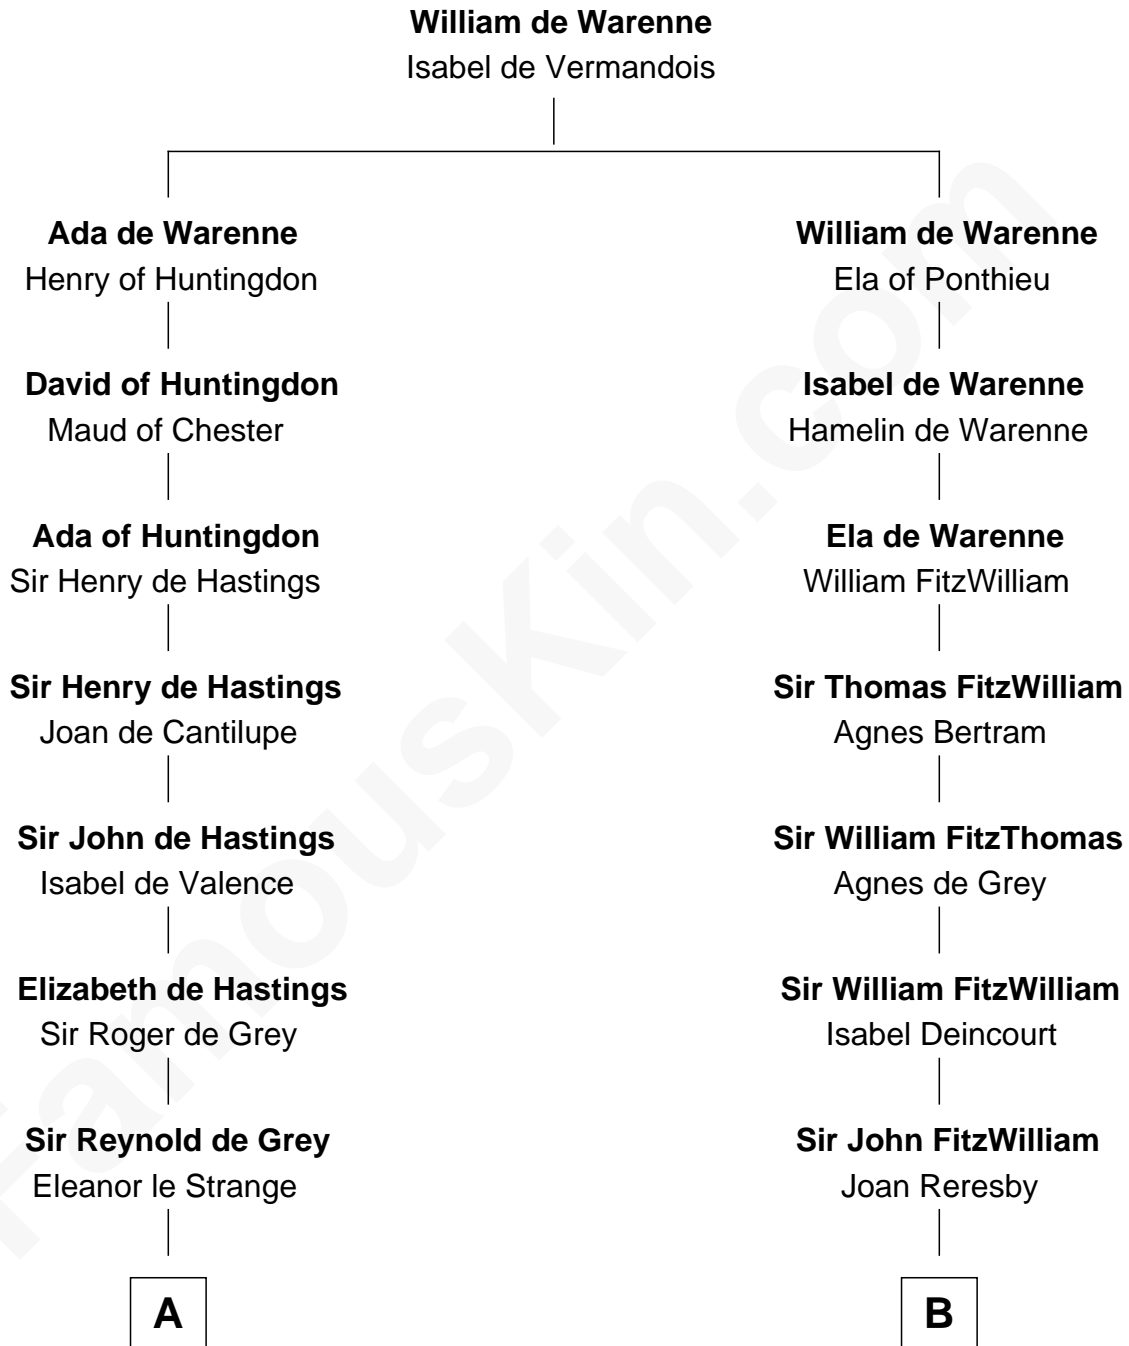 William de Warenne
Isabel de Vermandois
Ada de Warenne
Henry of Huntingdon
David of Huntingdon
Maud of Chester
Ada of Huntingdon
Sir Henry de Hastings
Sir Henry de Hastings
Joan de Cantilupe
Sir John de Hastings
Isabel de Valence
Elizabeth de Hastings
Sir Roger de Grey
Sir Reynold de Grey
Eleanor le Strange
A
William de Warenne
Ela of Ponthieu
Isabel de Warenne
Hamelin de Warenne
Ela de Warenne
William FitzWilliam
Sir Thomas FitzWilliam
Agnes Bertram
Sir William FitzThomas
Agnes de Grey
Sir William FitzWilliam
Isabel Deincourt
Sir John FitzWilliam
Joan Reresby
B
FamousKin.com